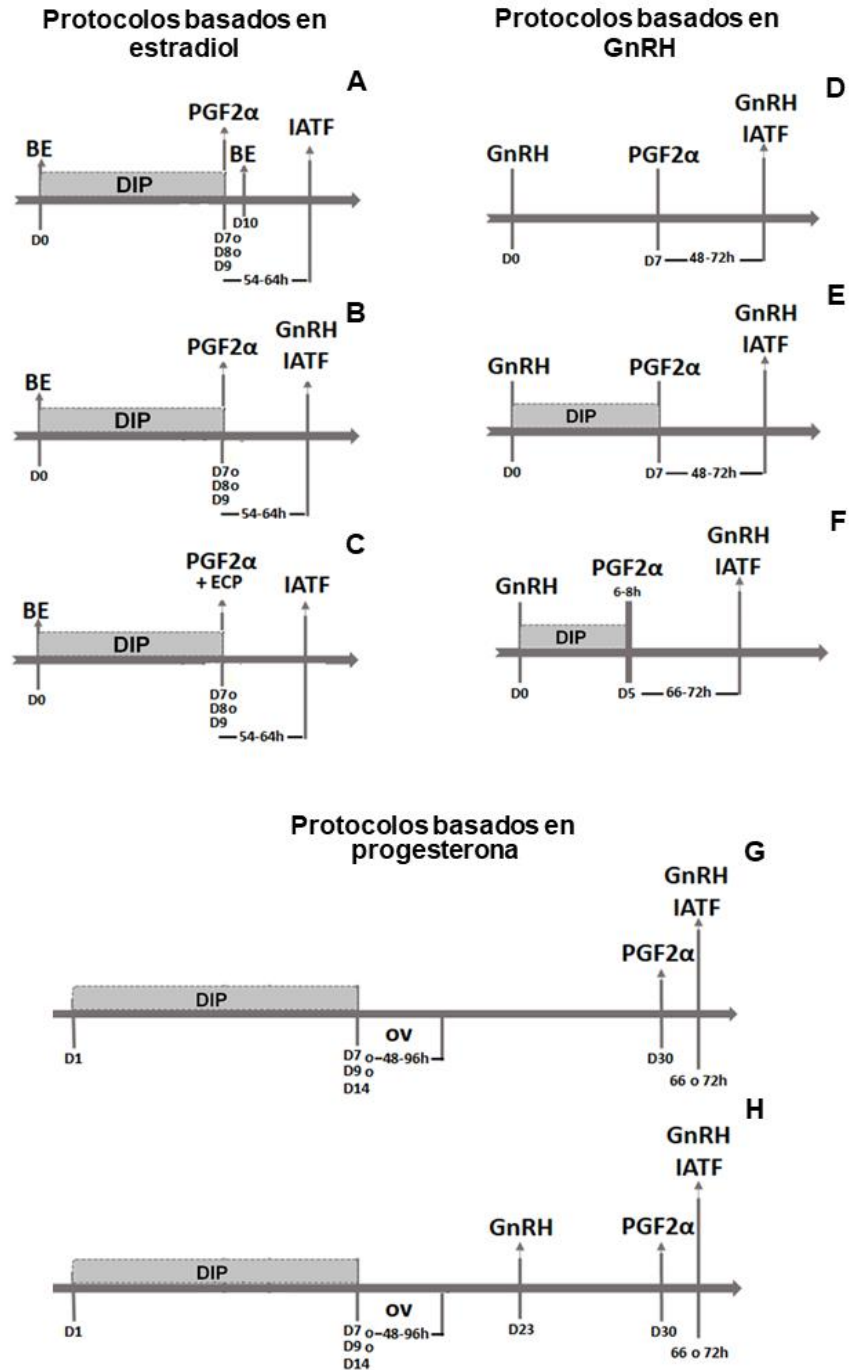 Protocolos basados en
estradiol
A
PGF2α
BE
BE
IATF
DIP
D0
D10
D7o
D8o
D9
54-64h
B
GnRH
IATF
PGF2α
BE
DIP
D0
D7o
D8o
D9
54-64h
C
PGF2α
+ ECP
IATF
BE
DIP
D0
D7o
D8o
D9
54-64h
Protocolos basados en
GnRH
D
GnRH
IATF
GnRH
PGF2α
D0
D7
48-72h
E
GnRH
IATF
GnRH
PGF2α
DIP
D0
D7
48-72h
F
GnRH
IATF
PGF2α
6-8h
GnRH
DIP
D0
D5
66-72h
Protocolos basados en
progesterona
G
GnRH
IATF
PGF2α
DIP
OV
D1
D7 o
48-96h
D9 o
D14
D30
66 o 72h
H
GnRH
IATF
GnRH
PGF2α
DIP
OV
D1
D7 o
48-96h
D9 o
D14
D23
D30
66 o 72h